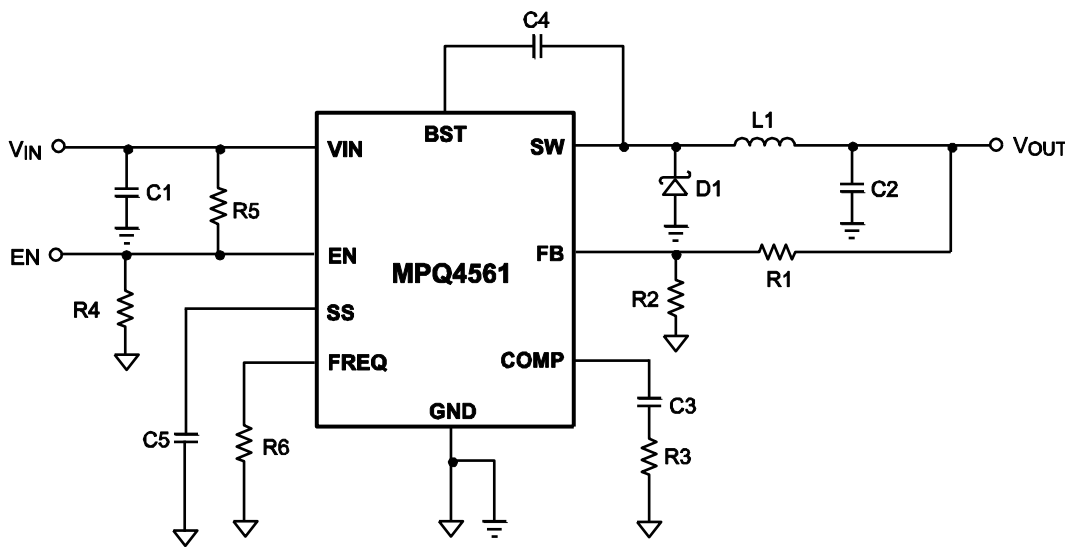 C4
VIN
BST
VIN
SW
L1
VOUT
C1
R5
D1
C2
EN
EN
FB
MPQ4561
R1
R4
R2
SS
FREQ
COMP
GND
C3
C5
R6
R3